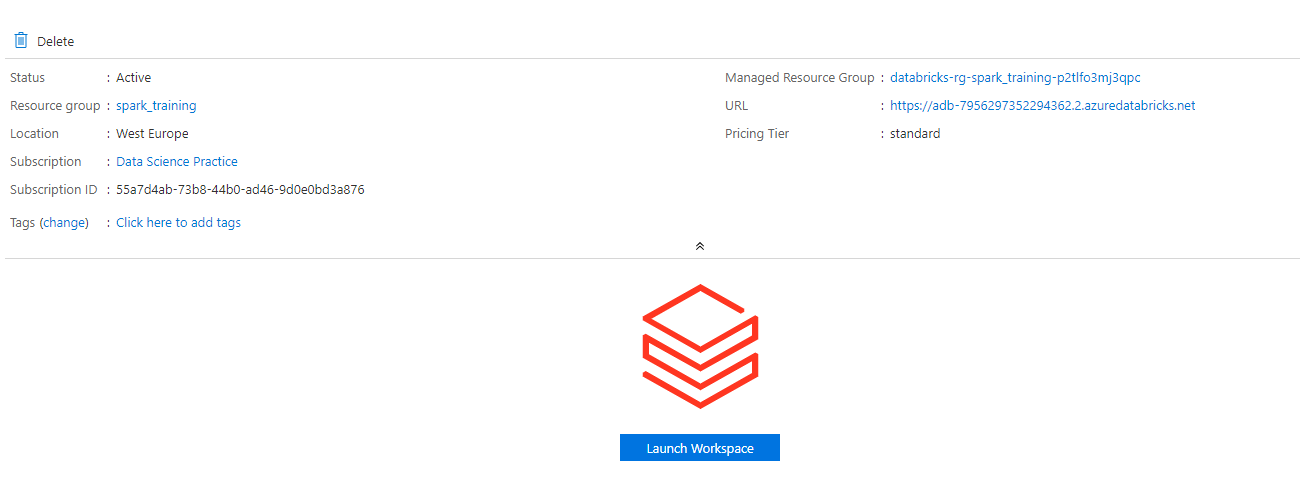 Delete
Status : Active
Resource group : spark_training
Location : West Europe
Subscription : Data Science Practice
Subscription ID : 55a7d4ab-73b8-44b0-ad46-9d0e0bd3a876
Tags (change) : Click here to add tags
Managed Resource Group : databricks-rg-spark_training-p2tlfo3mj3qpc
URL : https://adb-7956297352294362.2.azuredatabricks.net
Pricing Tier : standard
Launch Workspace